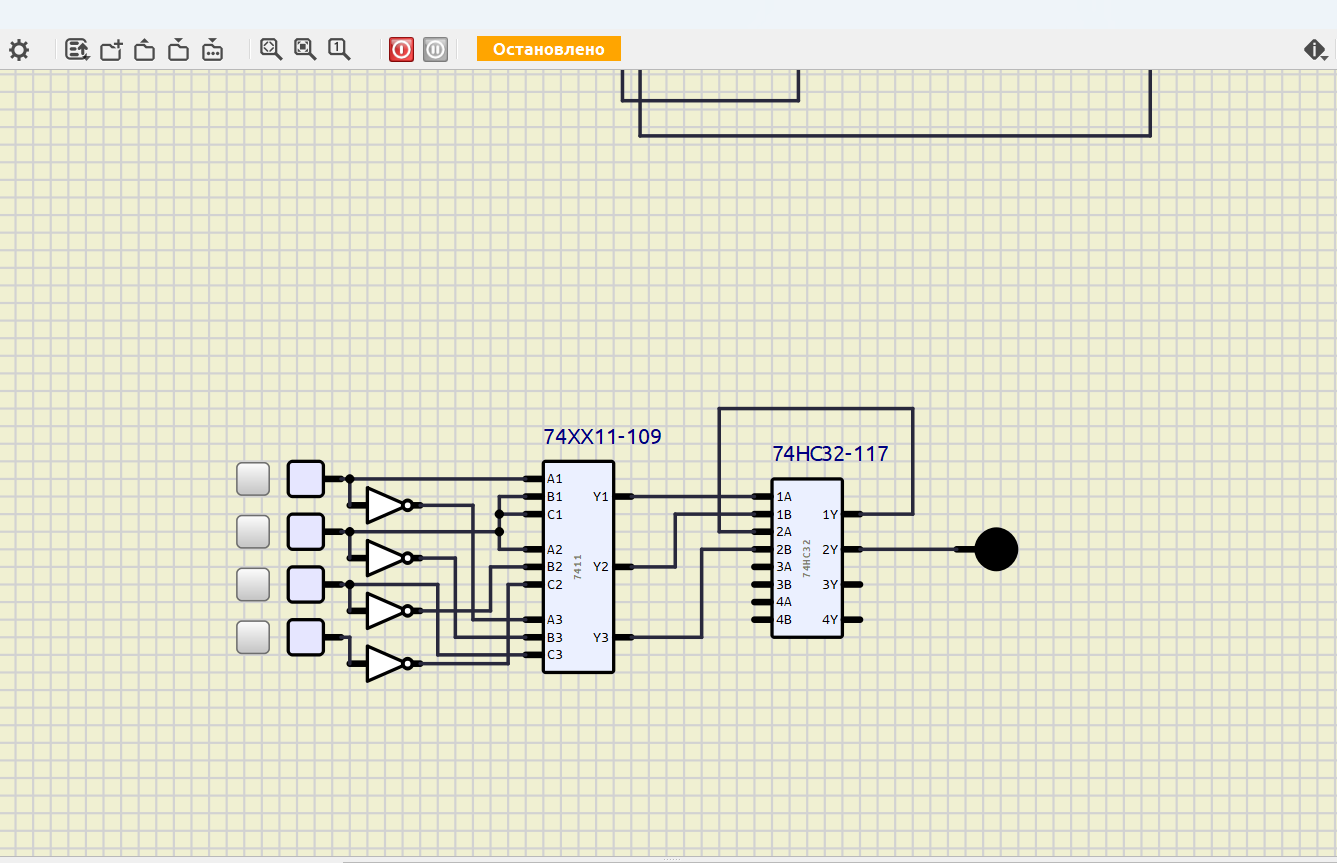 1
Остановлено
74XX11-109
74HC32-117
A1
B1
C1
A2
B2
C2
A3
B3
C3
Y1
Y2
Y3
7411
1A
1B
2A
2B
3A
3B
4A
4B
1Y
2Y
3Y
4Y
74HC32